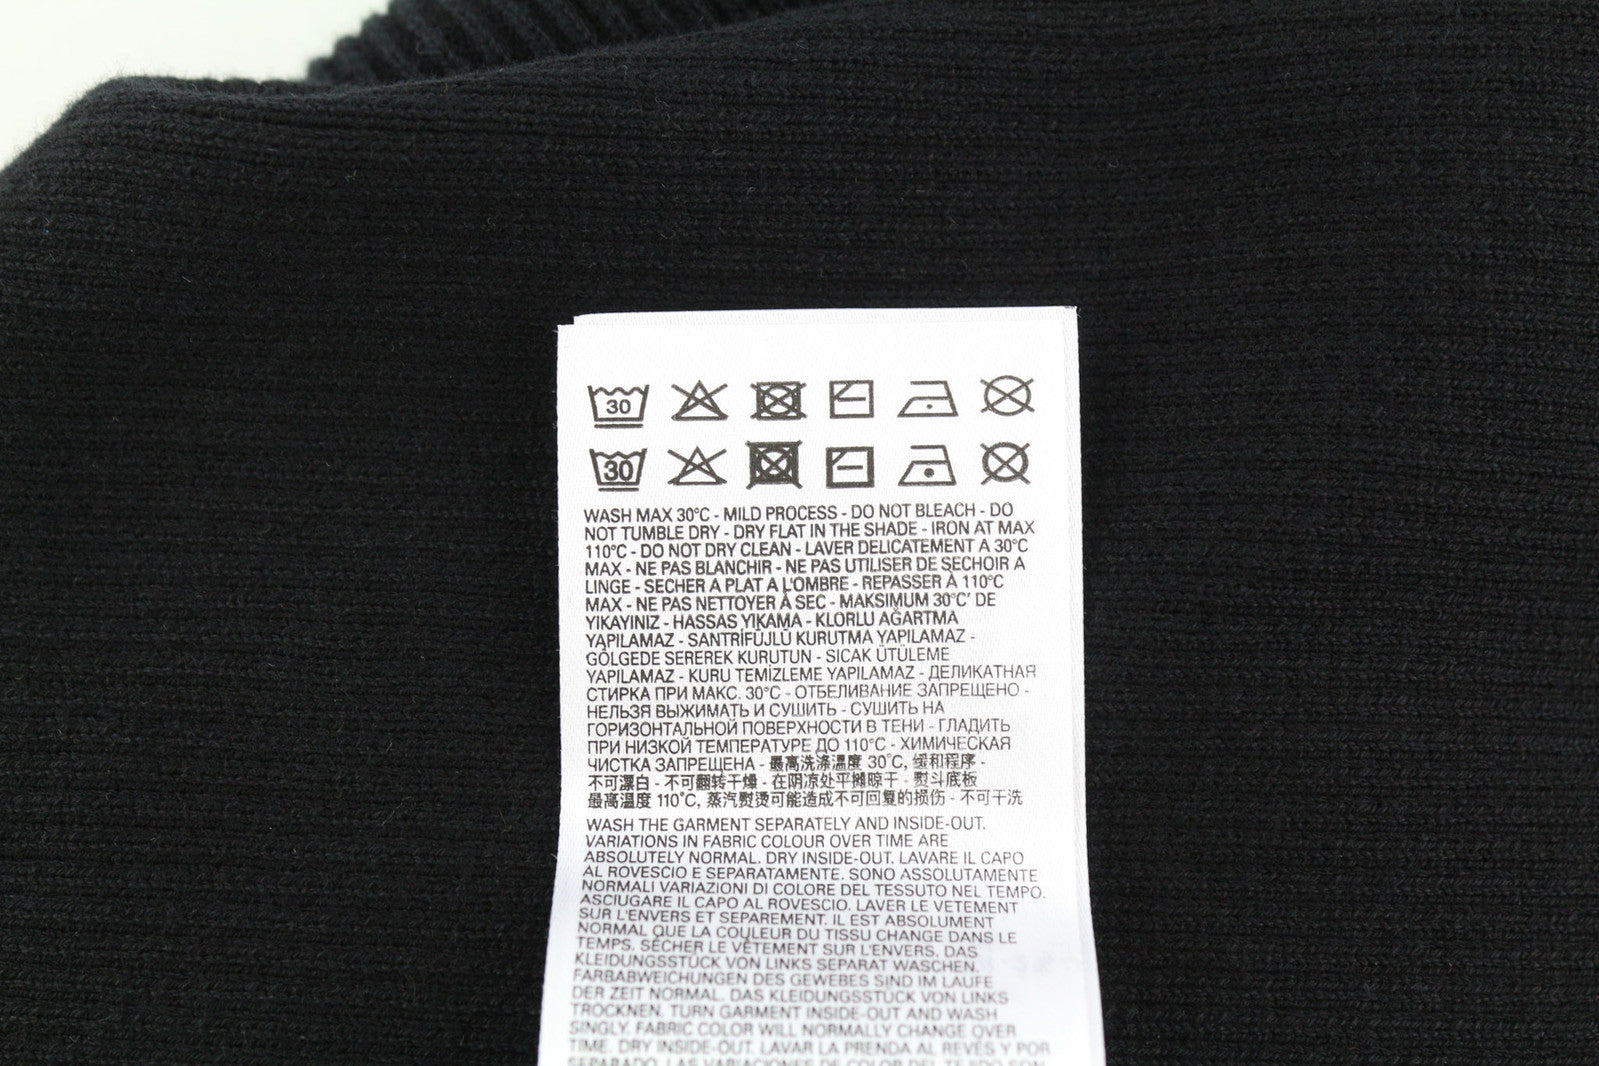 30
30
WASH MAX 30°C - MILD PROCESS - DO NOT BLEACH - DO
NOT TUMBLE DRY - DRY FLAT IN THE SHADE - IRON AT MAX
110°C - DO NOT DRY CLEAN - LAVER DELICATEMENT A 30°C
MAX - NE PAS BLANCHIR - NE PAS UTILISER DE SECHOIR A
LINGE - SECHER A PLAT A L'OMBRE - REPASSER À 110°C
MAX - NE PAS NETTOYER À SEC - MAKSIMUM 30°C' DE
YIKAYINIZ - HASSAS YIKAMA - KLORLU AĞARTMA
YAPILAMAZ - SANTRİFÜJLÜ KURUTMA YAPILAMAZ -
GÖLGEDE SEREREK KURUTUN - SICAK ÜTÜLEME
YAPILAMAZ - KURU TEMİZLEME YAPILAMAZ - ДЕЛИКАТНАЯ
СТИРКА ПРИ МАКС. 30°C - ОТБЕЛИВАНИЕ ЗАПРЕЩЕНО -
НЕЛЬЗЯ ВЫЖИМАТЬ И СУШИТЬ - СУШИТЬ НА
ГОРИЗОНТАЛЬНОЙ ПОВЕРХНОСТИ В ТЕНИ - ГЛАДИТЬ
ПРИ НИЗКОЙ ТЕМПЕРАТУРЕ ДО 110°C - ХИМИЧЕСКАЯ
ЧИСТКА ЗАПРЕЩЕНА - 最高洗涤温度 30°C, 缓和程序 -
不可漂白 - 不可翻转干燥 - 在阴凉处平摊晾干 - 熨斗底板
最高温度 110°C, 蒸汽熨烫可能造成不可回复的损伤 - 不可干洗
WASH THE GARMENT SEPARATELY AND INSIDE-OUT.
VARIATIONS IN FABRIC COLOUR OVER TIME ARE
ABSOLUTELY NORMAL. DRY INSIDE-OUT. LAVARE IL CAPO
AL ROVESCIO E SEPARATAMENTE. SONO ASSOLUTAMENTE
NORMALI VARIAZIONI DI COLORE DEL TESSUTO NEL TEMPO.
ASCIUGARE IL CAPO AL ROVESCIO. LAVER LE VETEMENT
SUR L'ENVERS ET SEPAREMENT. IL EST ABSOLUMENT
NORMAL QUE LA COULEUR DU TISSU CHANGE DANS LE
TEMPS. SÉCHER LE VÊTEMENT SUR L'ENVERS. DAS
KLEIDUNGSSTÜCK VON LINKS SEPARAT WASCHEN.
FARBABWEICHUNGEN DES GEWEBES SIND IM LAUFE
DER ZEIT NORMAL. DAS KLEIDUNGSSTÜCK VON LINKS
TROCKNEN. TURN GARMENT INSIDE-OUT AND WASH
SINGLY. FABRIC COLOR WILL NORMALLY CHANGE OVER
TIME. DRY INSIDE-OUT. LAVAR LA PRENDA AL REVÉS Y POR
SEPARADO. LAS VARIACIONES DE COLOR DEL TEJIDO SON